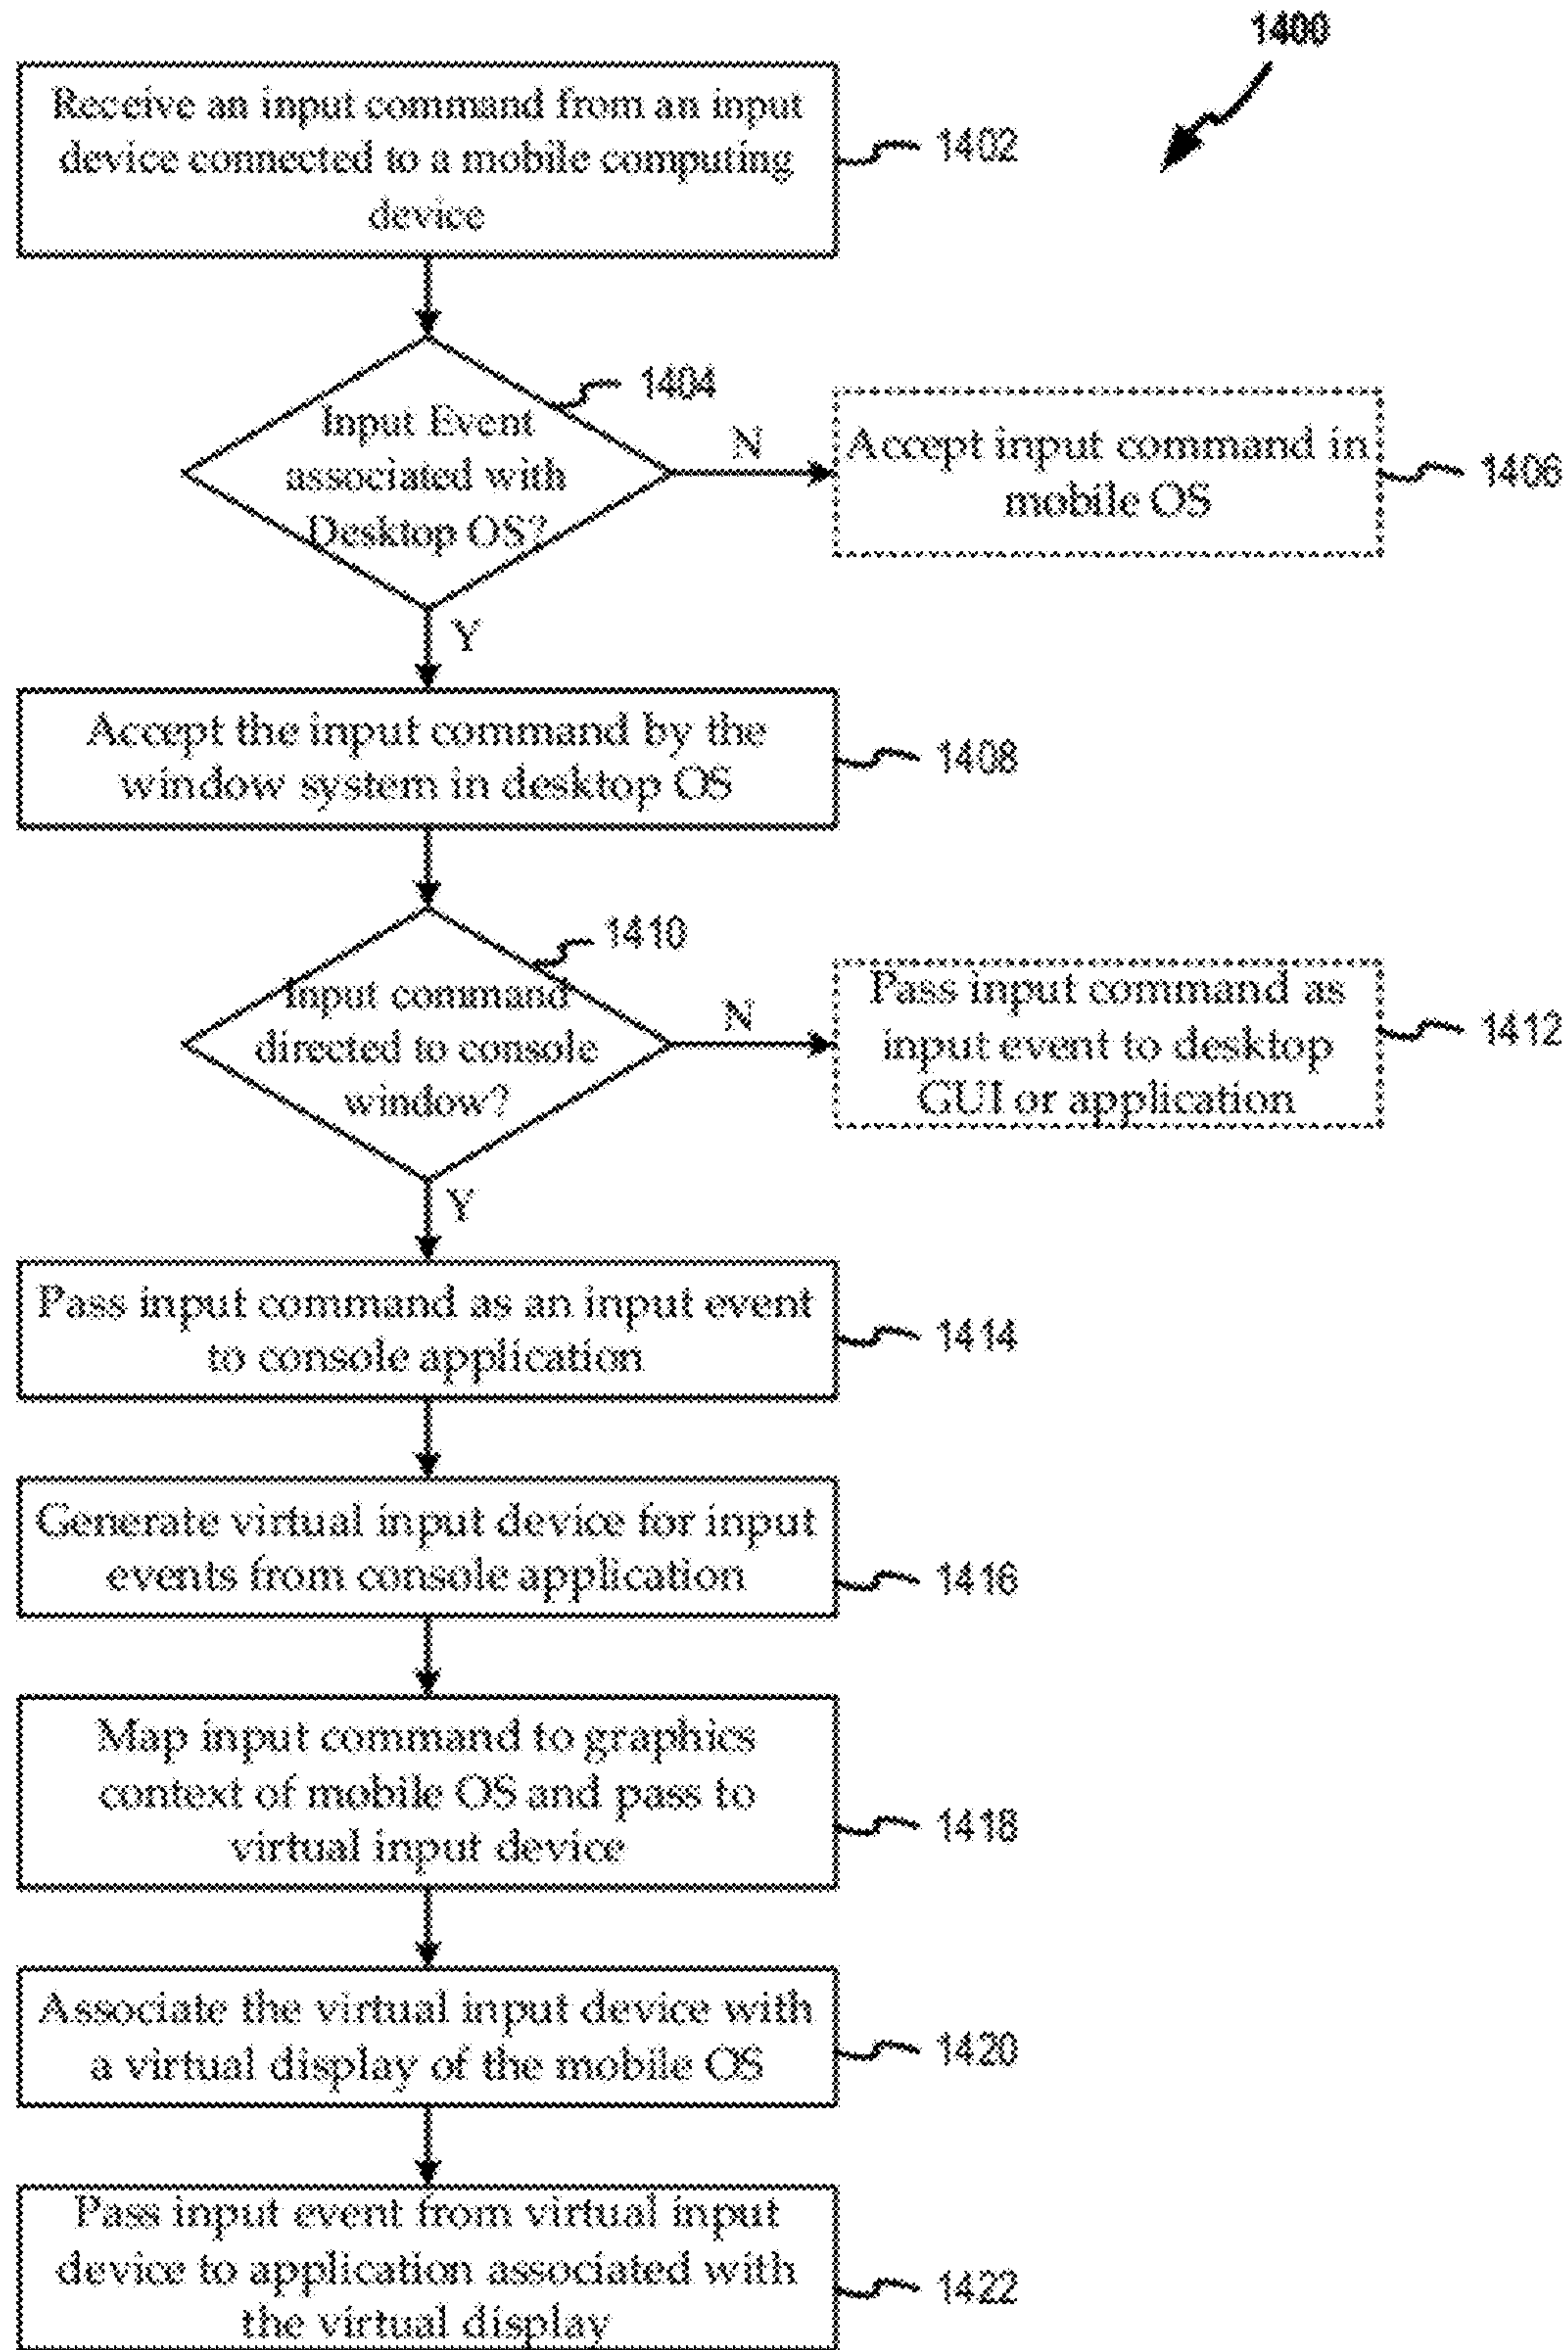 1400
Receive an input command from an input
device connected to a mobile computing
device
1402
1404
Input Event
associated with
Desktop OS?
N
Accept input command in
mobile OS
1406
Y
Accept the input command by the
window system in desktop OS
1408
1410
Input command
directed to console
window?
N
Pass input command as
input event to desktop
GUI or application
1412
Y
Pass input command as an input event
to console application
1414
Generate virtual input device for input
events from console application
1416
Map input command to graphics
context of mobile OS and pass to
virtual input device
1418
Associate the virtual input device with
a virtual display of the mobile OS
1420
Pass input event from virtual input
device to application associated with
the virtual display
1422